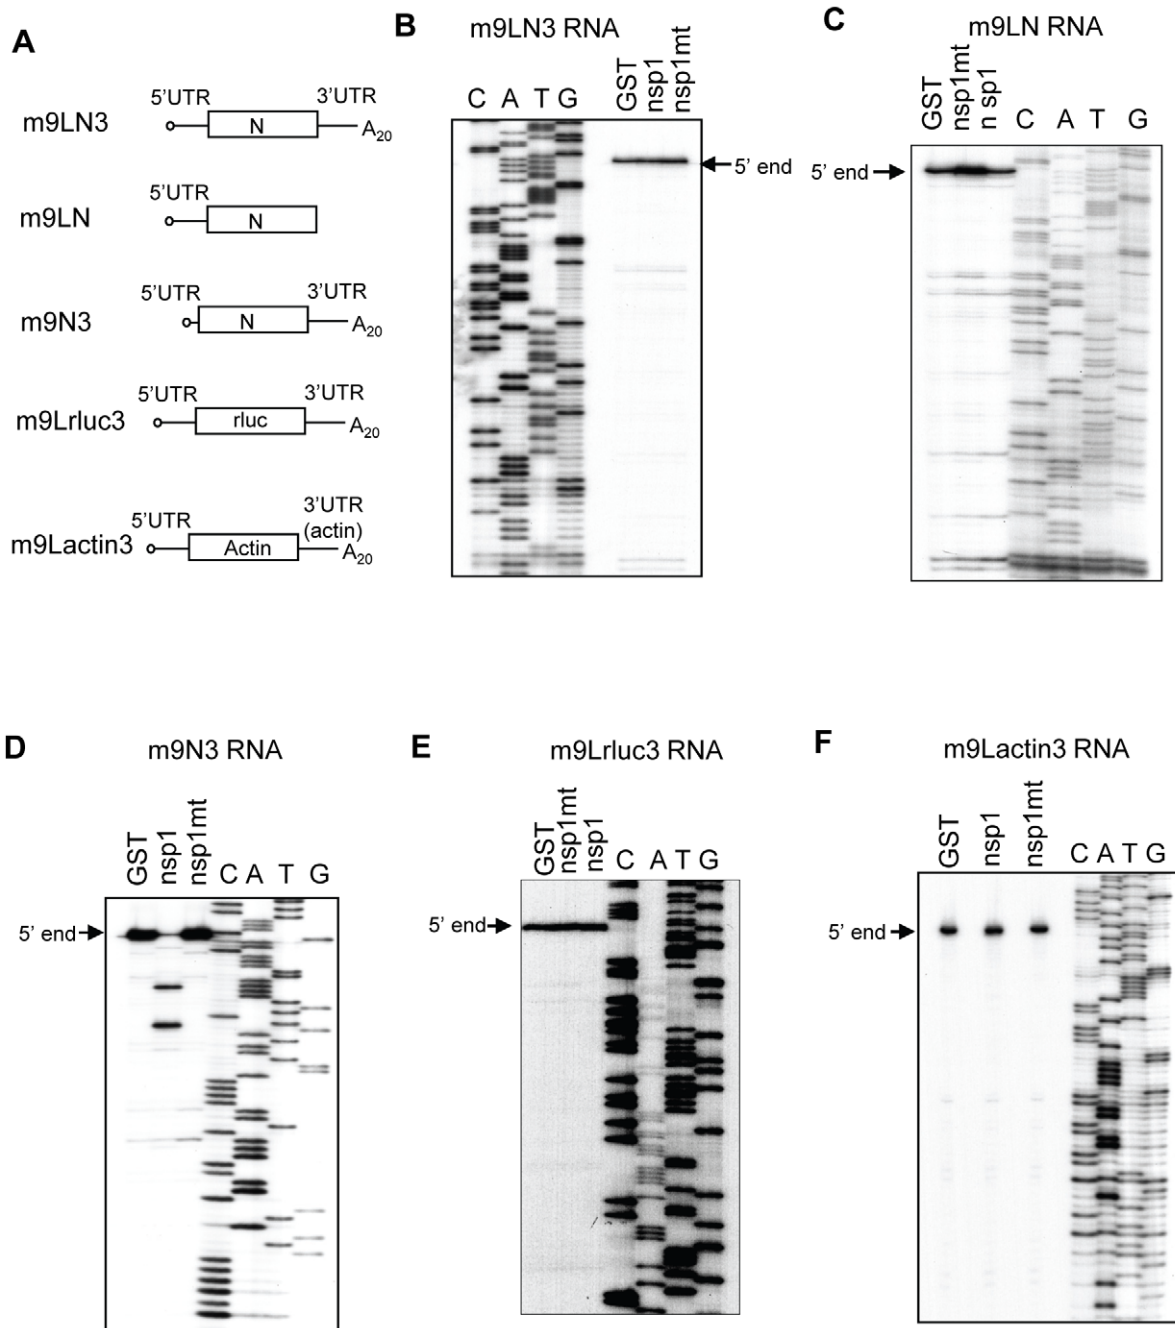 A
5'UTR 3'UTR
m9LN3 N A20
5'UTR
m9LN N
5'UTR 3'UTR
m9N3 N A20
5'UTR 3'UTR
m9Lrluc3 rluc A20
3'UTR
5'UTR (actin)
m9Lactin3 Actin A20
B
m9LN3 RNA
C A T G GST nsp1 nsp1mt
5' end
C
m9LN RNA
GST nsp1mt n sp1 C A T G
5' end
D
m9N3 RNA
GST nsp1 nsp1mt C A T G
5' end
E
m9Lrluc3 RNA
GST nsp1mt nsp1 C A T G
5' end
F
m9Lactin3 RNA
GST nsp1 nsp1mt C A T G
5' end